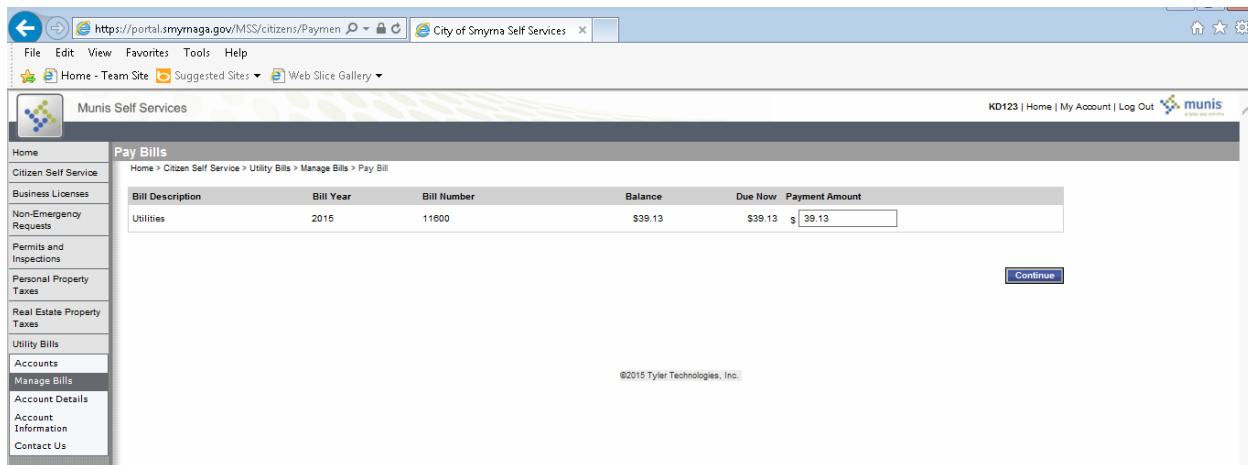 https://portal.smyrnaga.gov/MSS/citizens/Paymen
City of Smyrna Self Services
File Edit View Favorites Tools Help
Home - Team Site Suggested Sites Web Slice Gallery
Munis Self Services
KD123 | Home | My Account | Log Out munis
Home
Citizen Self Service
Business Licenses
Non-Emergency
Requests
Permits and
Inspections
Personal Property
Taxes
Real Estate Property
Taxes
Utility Bills
Accounts
Manage Bills
Account Details
Account
Information
Contact Us
Pay Bills
Home > Citizen Self Service > Utility Bills > Manage Bills > Pay Bill
Bill Description Bill Year Bill Number Balance Due Now Payment Amount
Utilities 2015 11600 $39.13 $39.13 $ 39.13
Continue
©2015 Tyler Technologies, Inc.